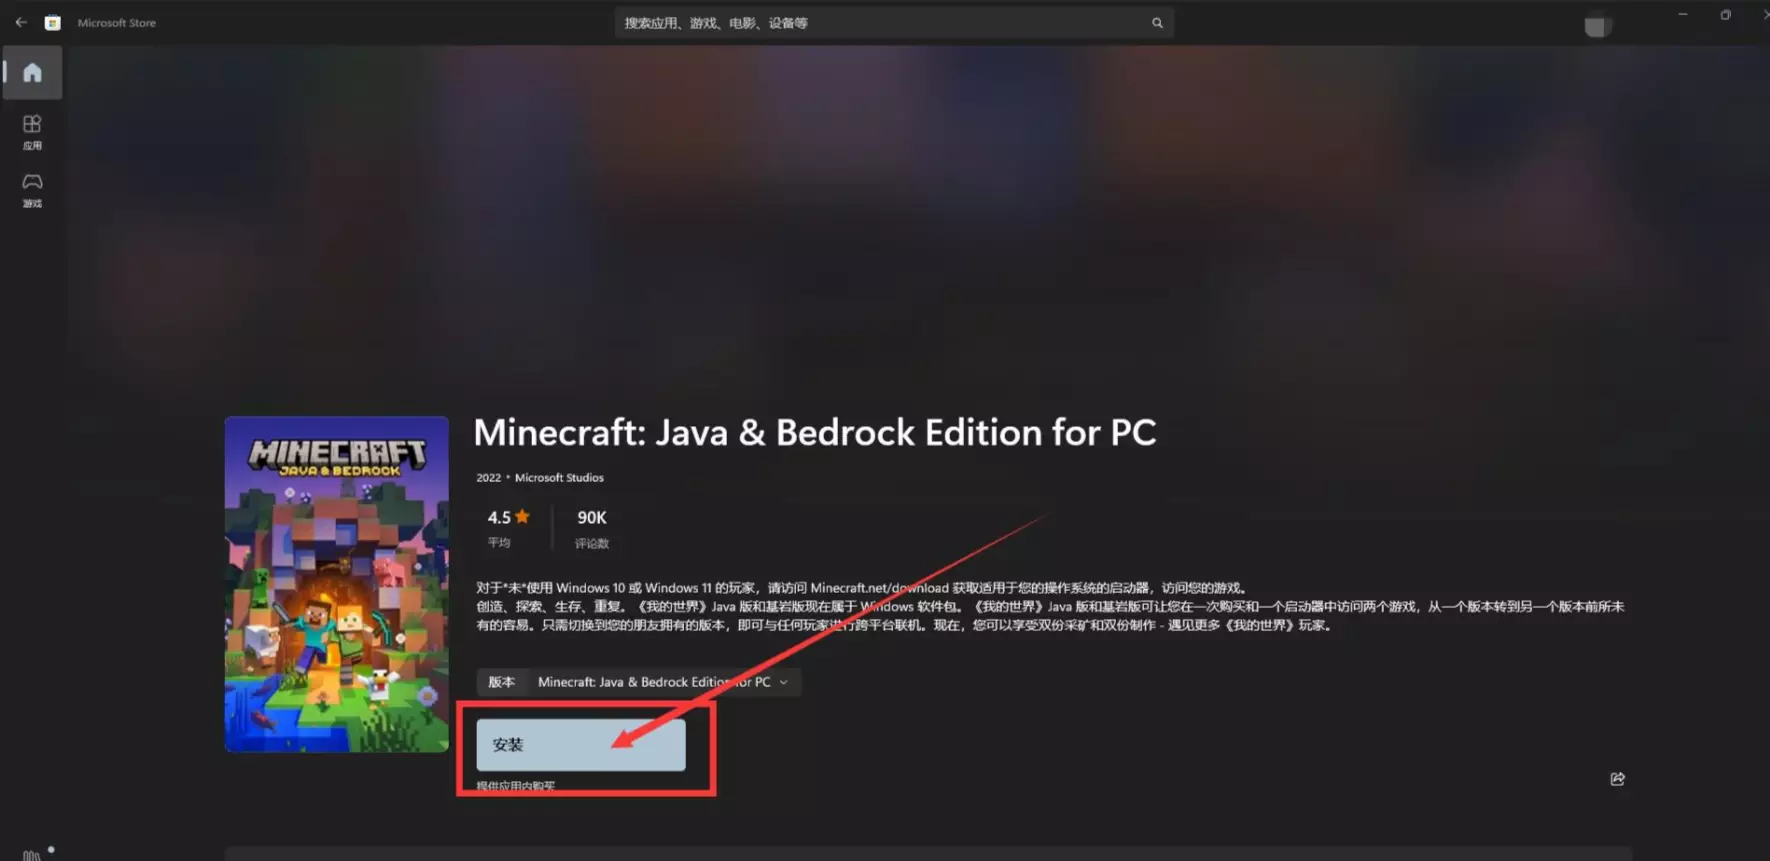 Microsoft Store
搜索应用、游戏、电影、设备等
应用
游戏
MINECRAFT
JAVA & BEDROCK
Minecraft: Java & Bedrock Edition for PC
2022 • Microsoft Studios
4.5 90K
平均 评论数
对于*未*使用 Windows 10 或 Windows 11 的玩家，请访问 Minecraft.net/download 获取适用于您的操作系统的启动器，访问您的游戏。
创造、探索、生存、重复。《我的世界》Java 版和基岩版现在属于 Windows 软件包。《我的世界》Java 版和基岩版可让您在一次购买和一个启动器中访问两个游戏，从一个版本转到另一个版本前所未
有的容易。只需切换到您的朋友拥有的版本，即可与任何玩家进行跨平台联机。现在，您可以享受双份采矿和双份制作 - 遇见更多《我的世界》玩家。
版本 Minecraft: Java & Bedrock Edition for PC
安装
提供应用内购买